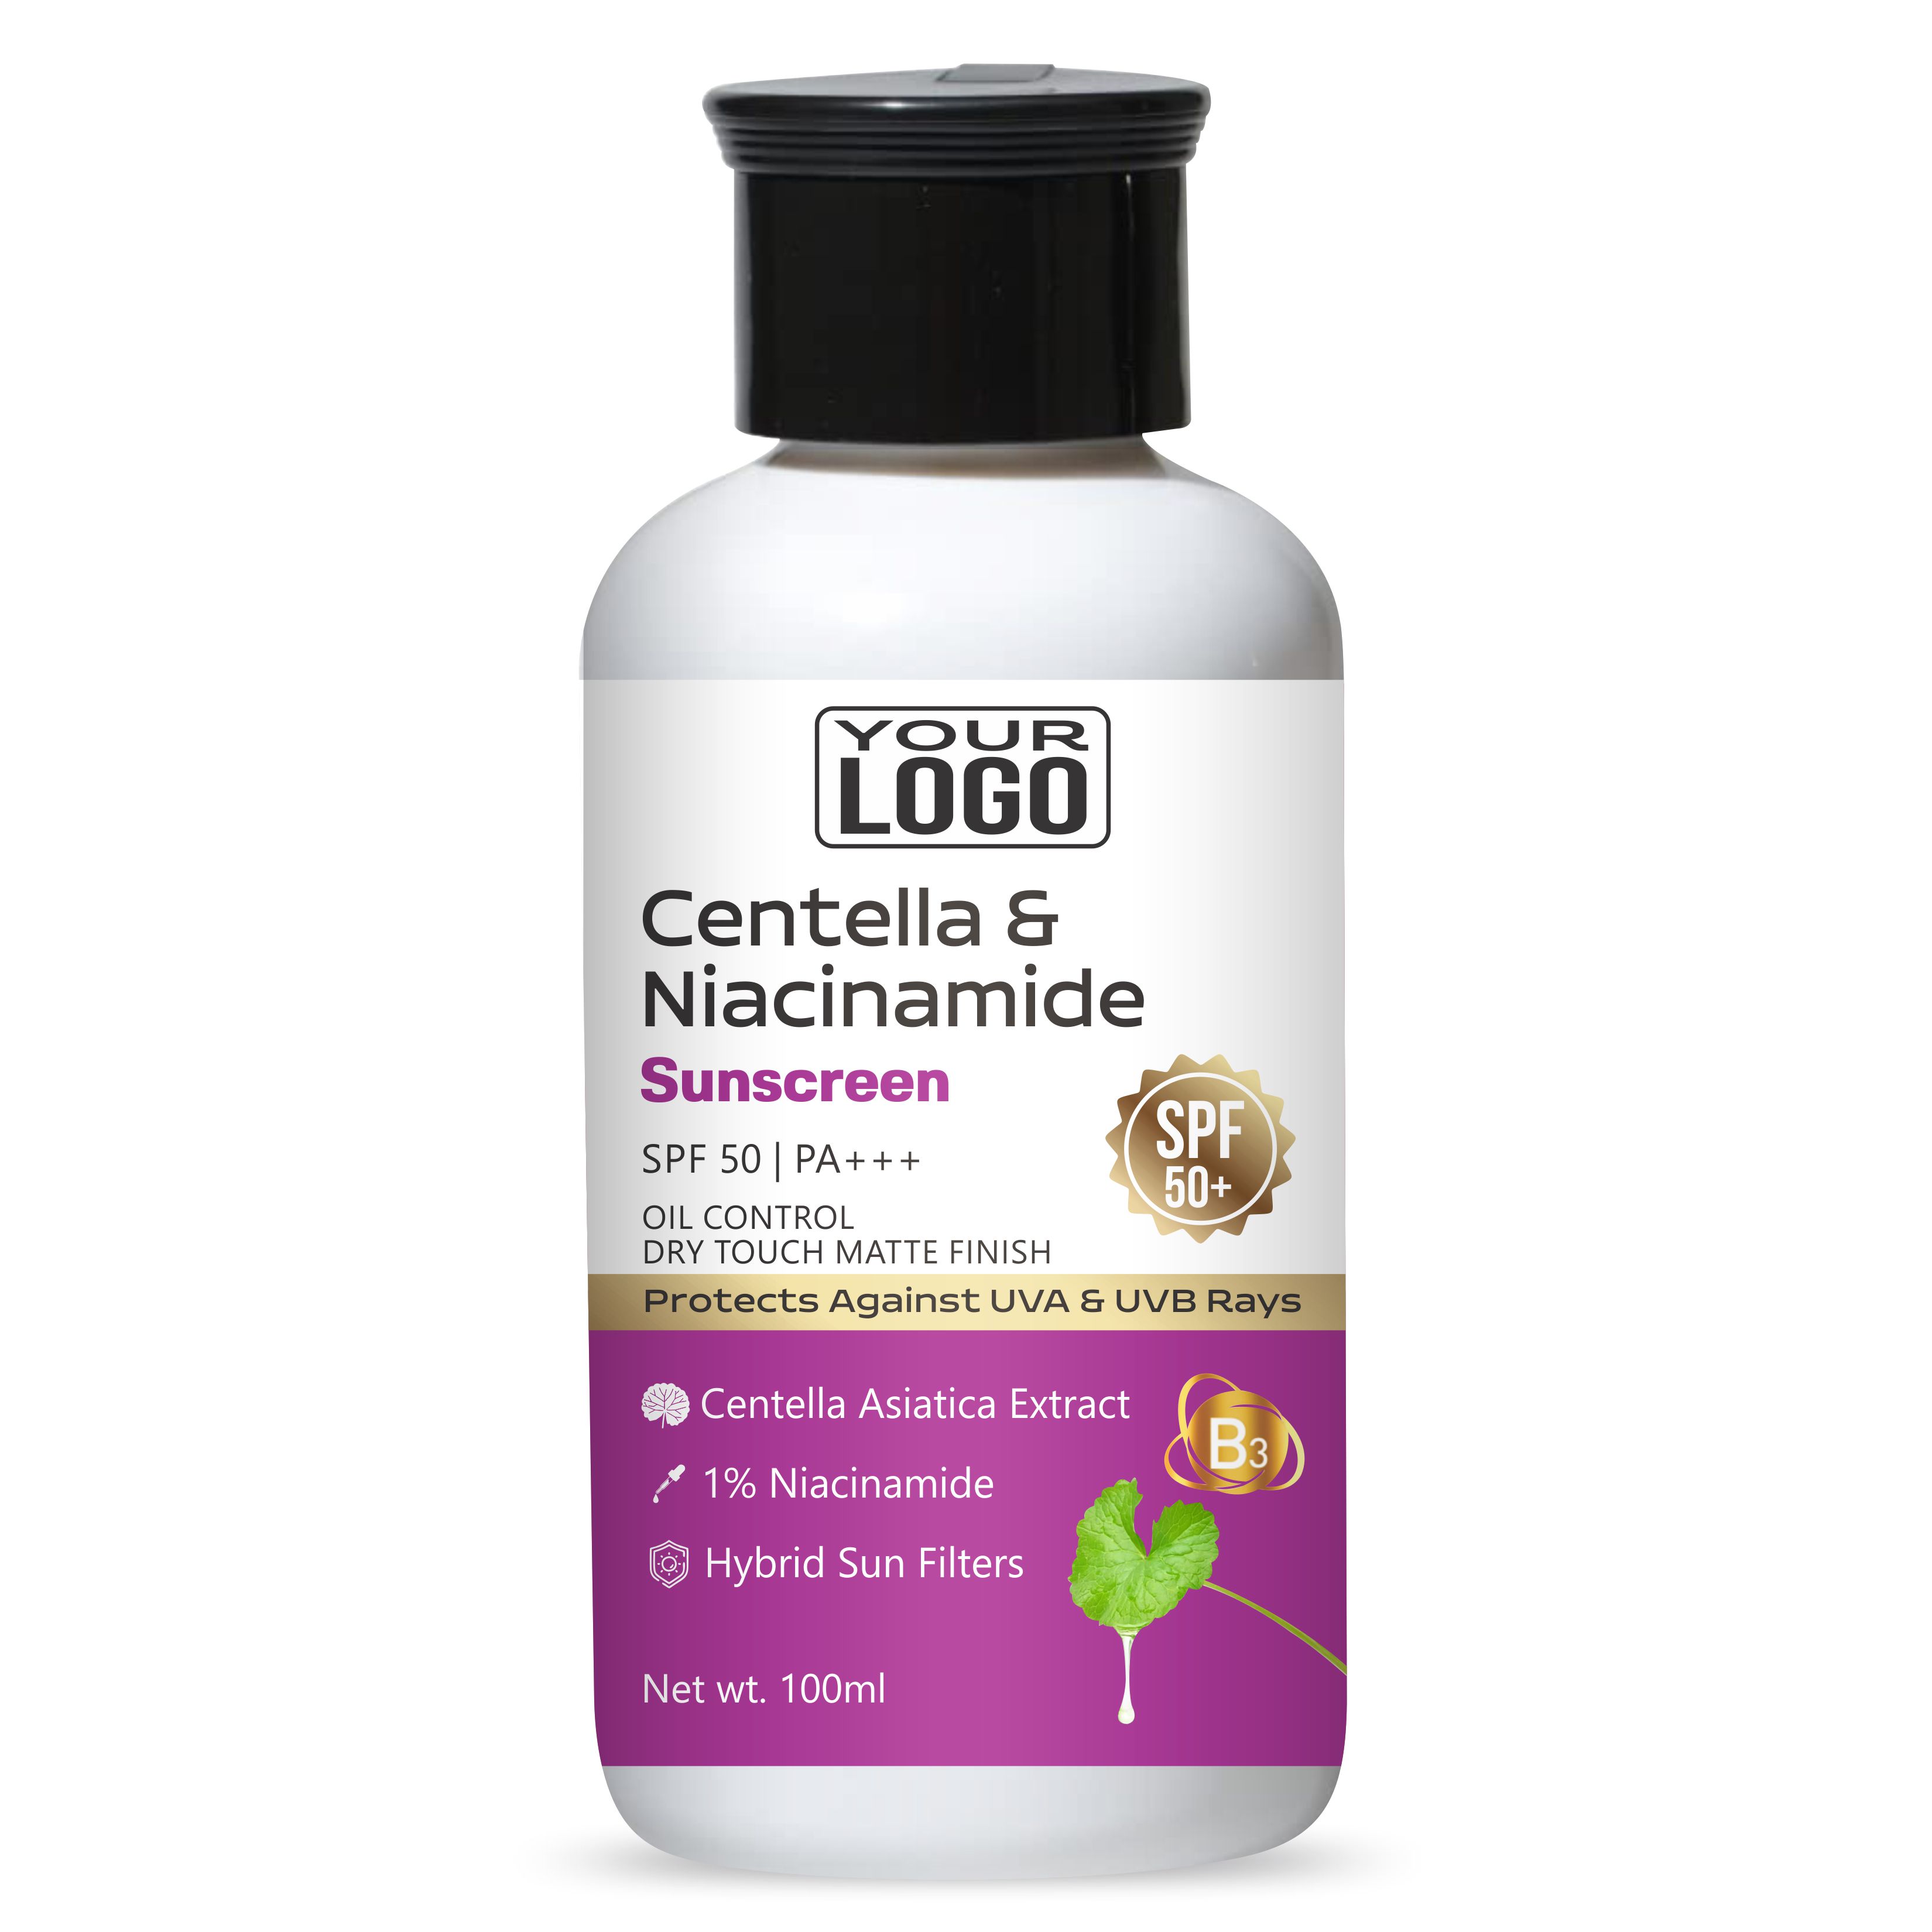 YOUR
LOGO
Centella &
Niacinamide
Sunscreen
SPF 50 | PA+++
OIL CONTROL
DRY TOUCH MATTE FINISH
SPF
50+
Protects Against UVA & UVB Rays
Centella Asiatica Extract
B3
1% Niacinamide
Hybrid Sun Filters
Net wt. 100ml